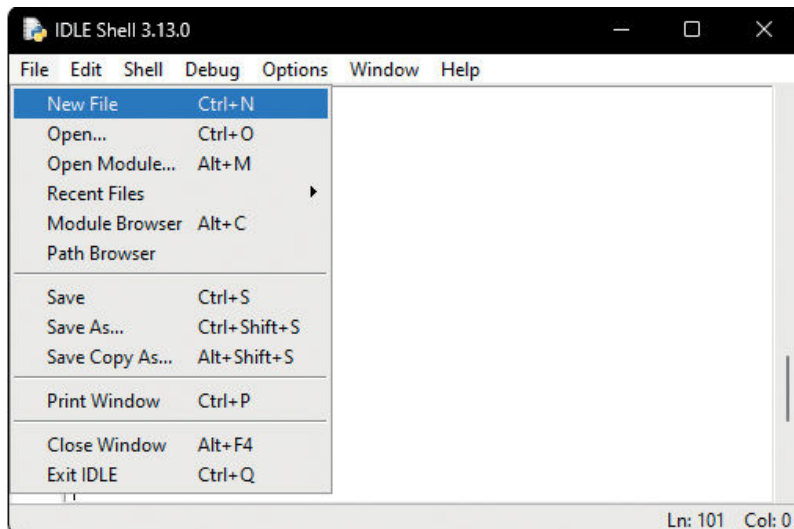 IDLE Shell 3.13.0
File Edit Shell Debug Options Window Help
New File Ctrl+N
Open... Ctrl+O
Open Module... Alt+M
Recent Files
Module Browser Alt+C
Path Browser
Save Ctrl+S
Save As... Ctrl+Shift+S
Save Copy As... Alt+Shift+S
Print Window Ctrl+P
Close Window Alt+F4
Exit IDLE Ctrl+Q
Ln: 101 Col: 0